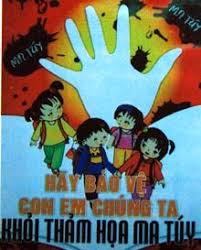 MA TÚY
MA TÚY
HÃY BẢO VỆ
CON EM CHÚNG TA
KHỎI THẢM HỌA MA TÚY